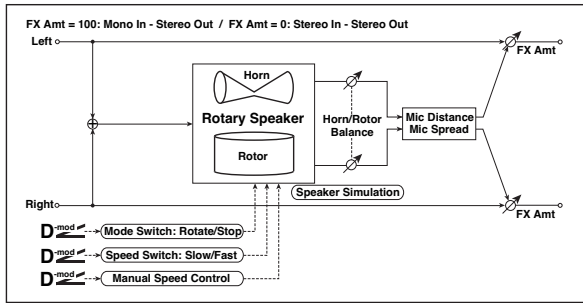 FX Amt = 100: Mono In - Stereo Out / FX Amt = 0: Stereo In - Stereo Out
Left
FX Amt
Horn
Rotary Speaker
Rotor
Horn/Rotor
Balance
Mic Distance
Mic Spread
Speaker Simulation
Right
FX Amt
D-mod
Mode Switch: Rotate/Stop
D-mod
Speed Switch: Slow/Fast
D-mod
Manual Speed Control